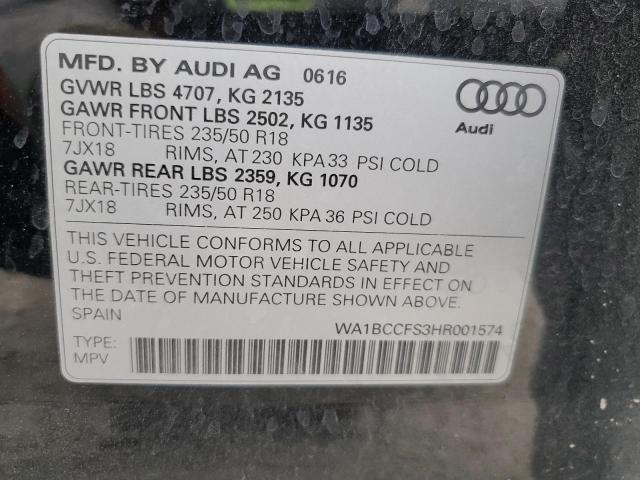 MFD. BY AUDI AG 0616
GVWR LBS 4707, KG 2135
GAWR FRONT LBS 2502, KG 1135
FRONT-TIRES 235/50 R18
7JX18 RIMS, AT 230 KPA 33 PSI COLD
GAWR REAR LBS 2359, KG 1070
REAR-TIRES 235/50 R18
7JX18 RIMS, AT 250 KPA 36 PSI COLD
Audi
THIS VEHICLE CONFORMS TO ALL APPLICABLE
U.S. FEDERAL MOTOR VEHICLE SAFETY AND
THEFT PREVENTION STANDARDS IN EFFECT ON
THE DATE OF MANUFACTURE SHOWN ABOVE.
SPAIN
WA1BCCFS3HR001574
TYPE:
MPV